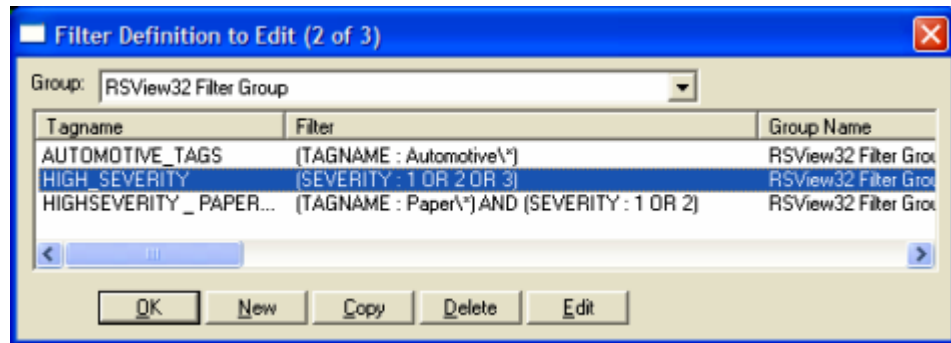 Filter Definition to Edit (2 of 3)
Group: RSView32 Filter Group
Tagname Filter Group Name
AUTOMOTIVE_TAGS (TAGNAME : Automotive\*) RSView32 Filter Grou
HIGH_SEVERITY (SEVERITY : 1 OR 2 OR 3) RSView32 Filter Grou
HIGHSEVERITY _ PAPER... (TAGNAME : Paper\*) AND (SEVERITY : 1 OR 2) RSView32 Filter Grou
OK New Copy Delete Edit